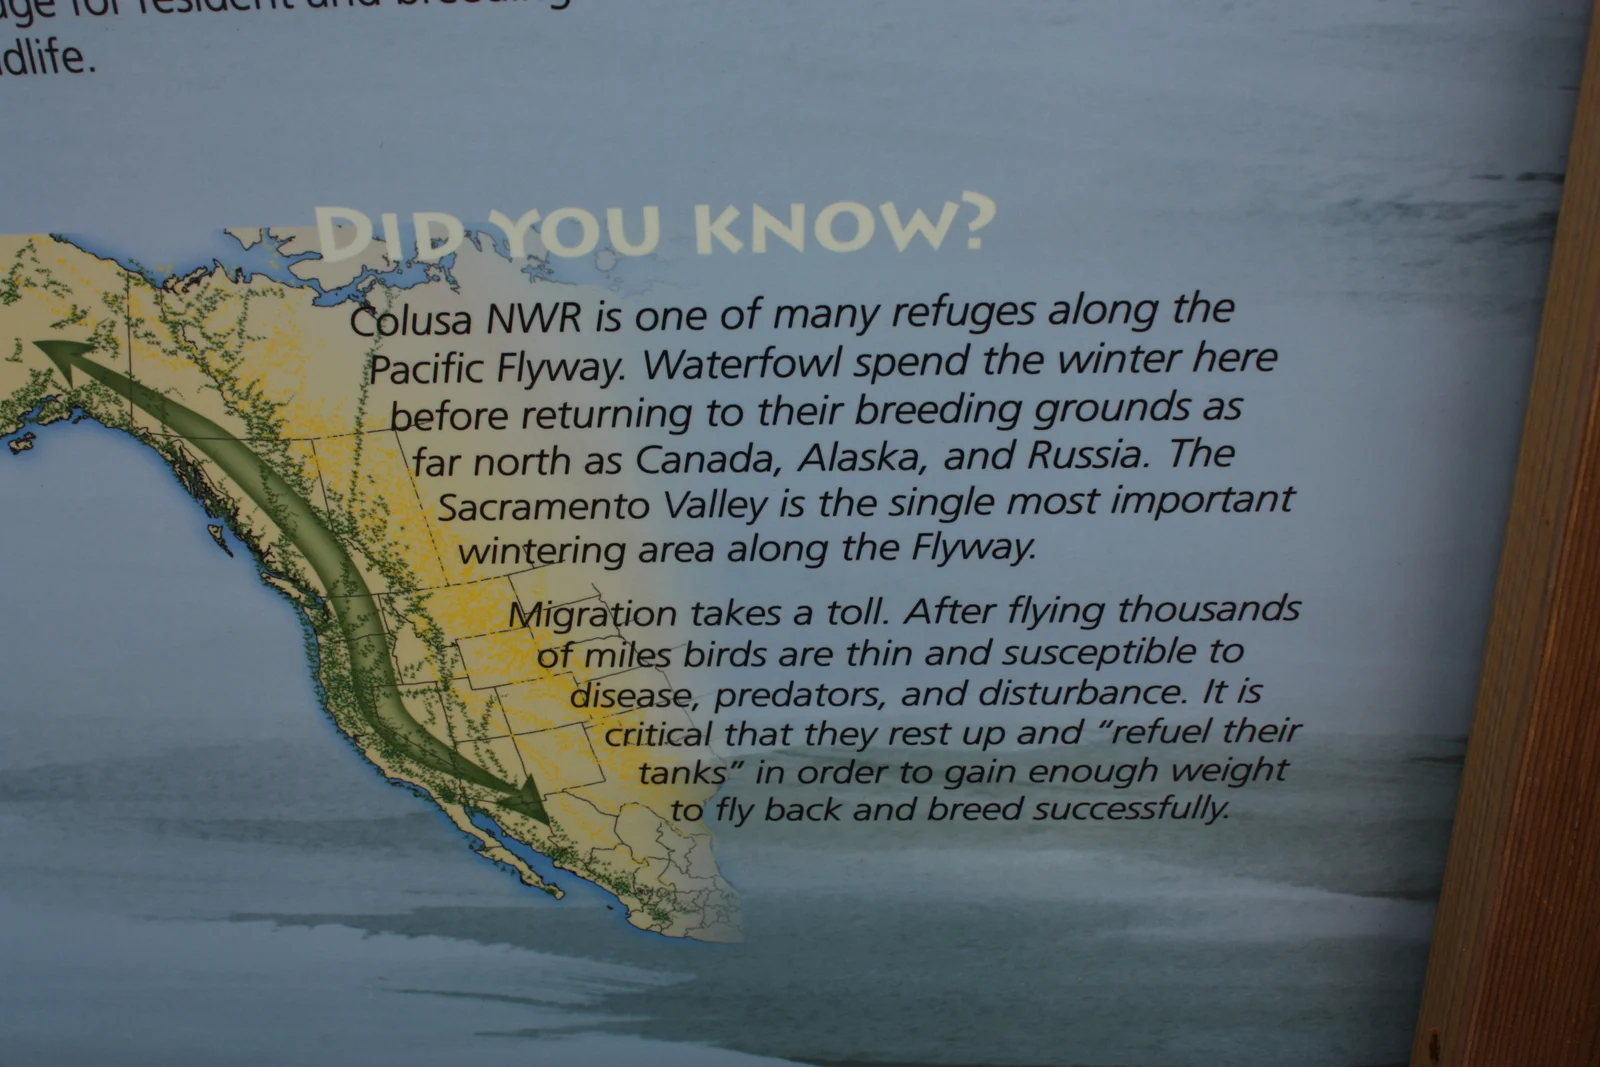 for resident and breeding
DID YOU KNOW?
Colusa NWR is one of many refuges along the
Pacific Flyway. Waterfowl spend the winter here
before returning to their breeding grounds as
far north as Canada, Alaska, and Russia. The
Sacramento Valley is the single most important
wintering area along the Flyway.
Migration takes a toll. After flying thousands
of miles birds are thin and susceptible to
disease, predators, and disturbance. It is
critical that they rest up and “refuel their
tanks” in order to gain enough weight
to fly back and breed successfully.